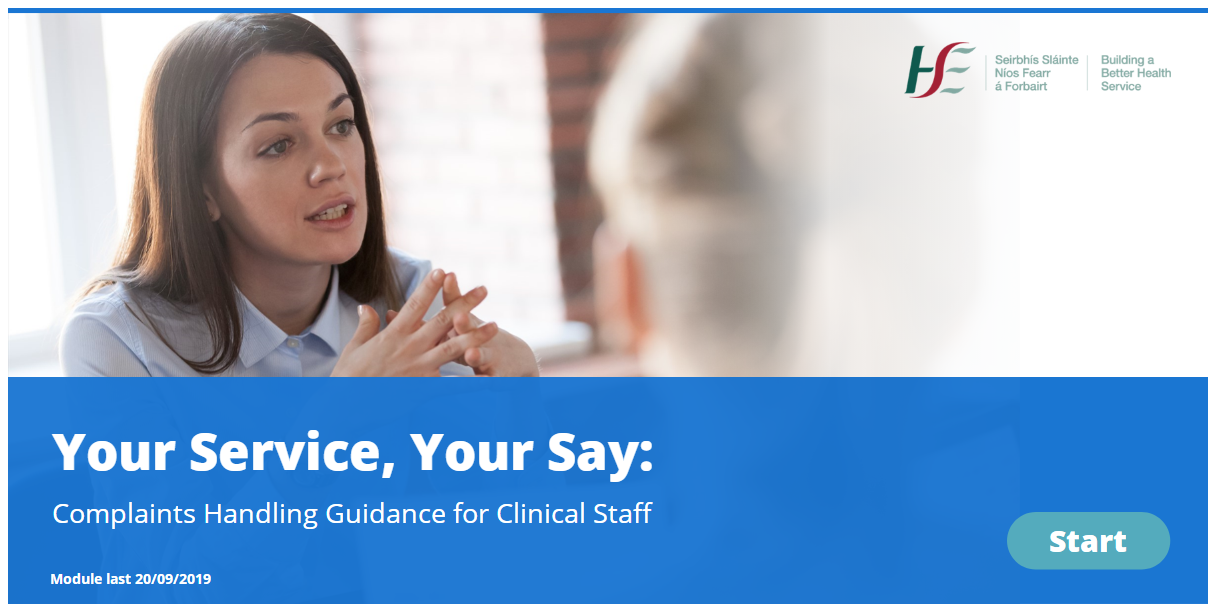 HSE
Seirbhís Sláinte
Níos Fearr
á Forbairt
Building a
Better Health
Service
Your Service, Your Say:
Complaints Handling Guidance for Clinical Staff
Start
Module last 20/09/2019